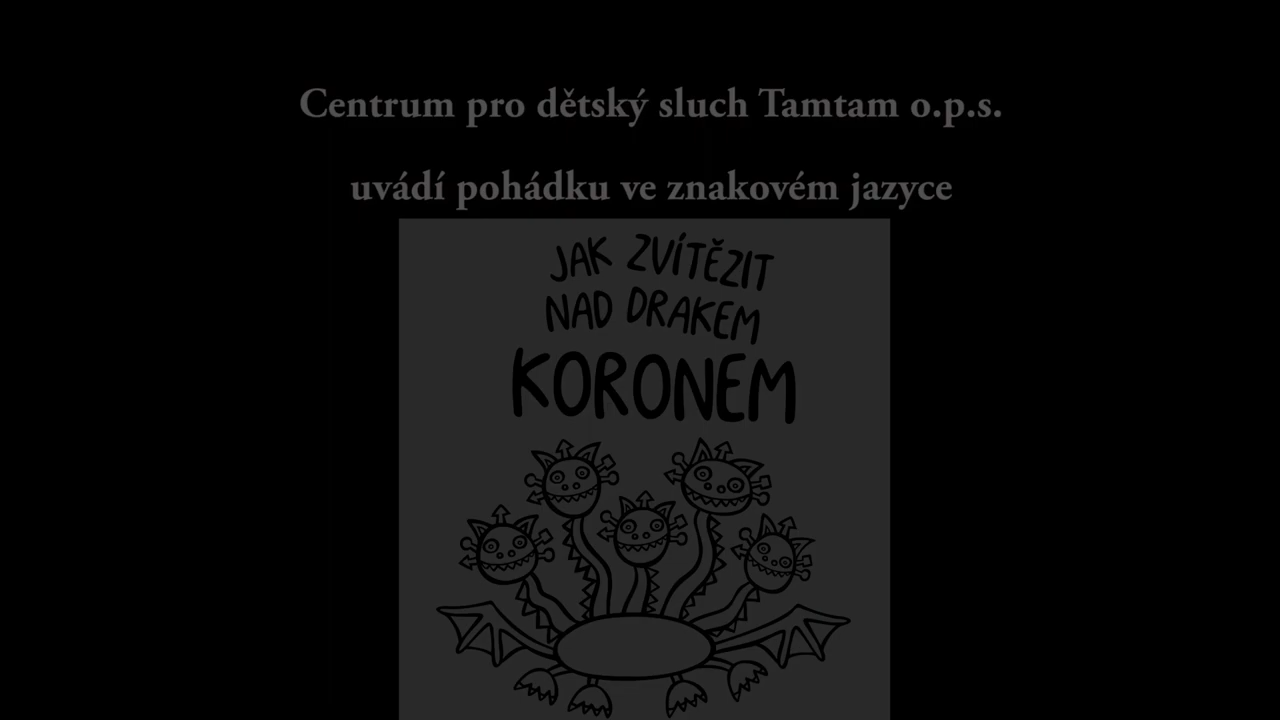 Centrum pro dětský sluch Tamtam o.p.s.
uvádí pohádku ve znakovém jazyce
JAK ZVÍTĚZIT
NAD DRAKEM
KORONEM